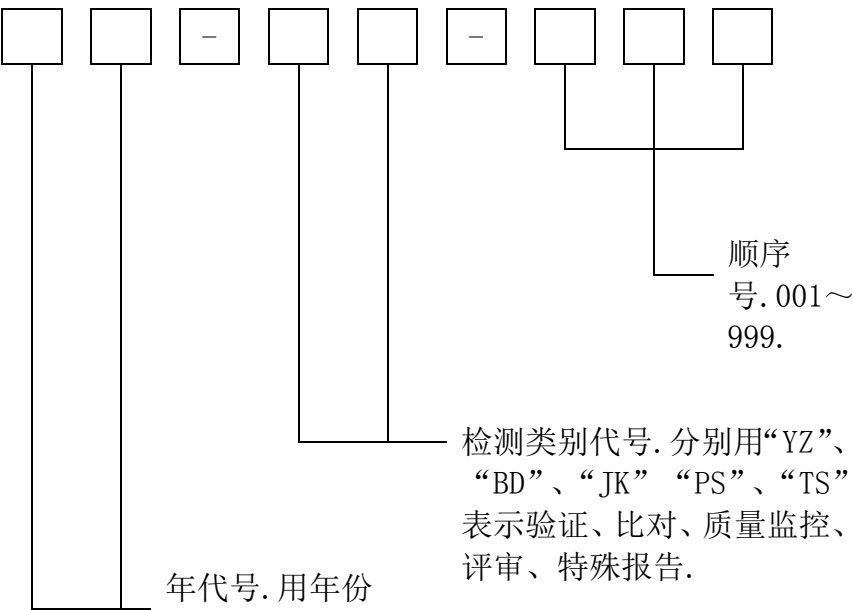 － －
顺序
号.001～
999.
检测类别代号.分别用“YZ”、
“BD”、“JK” “PS”、“TS”
表示验证、比对、质量监控、
评审、特殊报告.
年代号.用年份